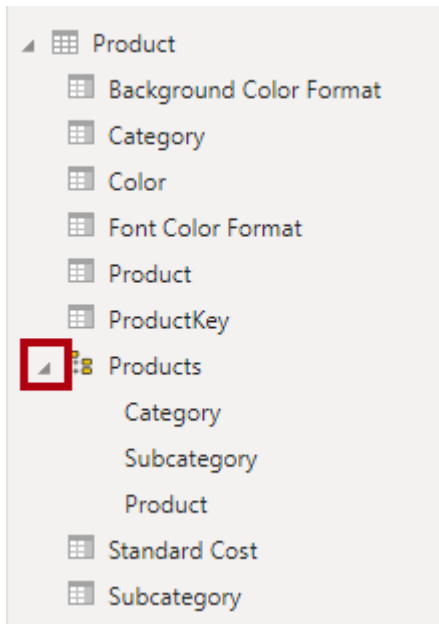 Product
Background Color Format
Category
Color
Font Color Format
Product
ProductKey
Products
Category
Subcategory
Product
Standard Cost
Subcategory